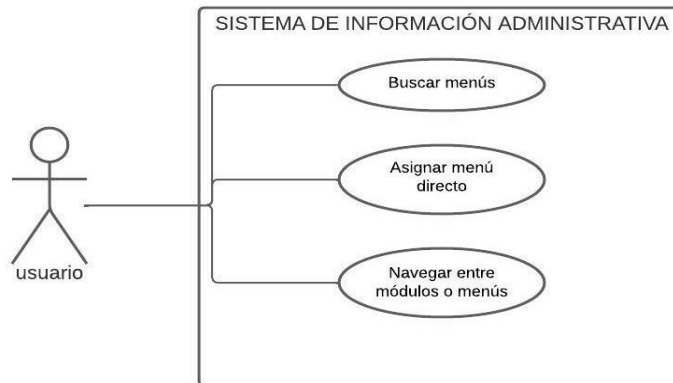 SISTEMA DE INFORMACIÓN ADMINISTRATIVA
Buscar menús
Asignar menú
directo
Navegar entre
módulos o menús
usuario